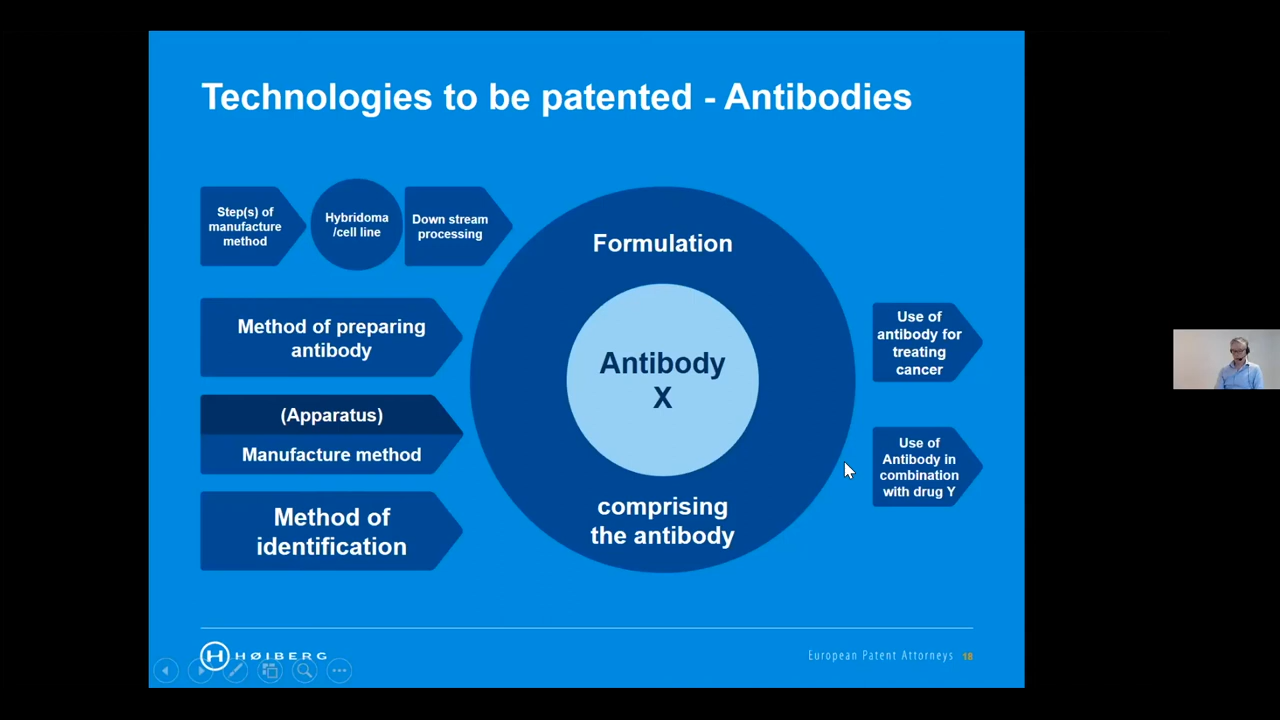 Technologies to be patented - Antibodies
Step(s) of
manufacture
method
Hybridoma
/cell line
Down stream
processing
Method of preparing
antibody
(Apparatus)
Manufacture method
Method of
identification
Formulation
Antibody
X
comprising
the antibody
Use of
antibody for
treating
cancer
Use of
Antibody in
combination
with drug Y
H HØIBERG
European Patent Attorneys 18